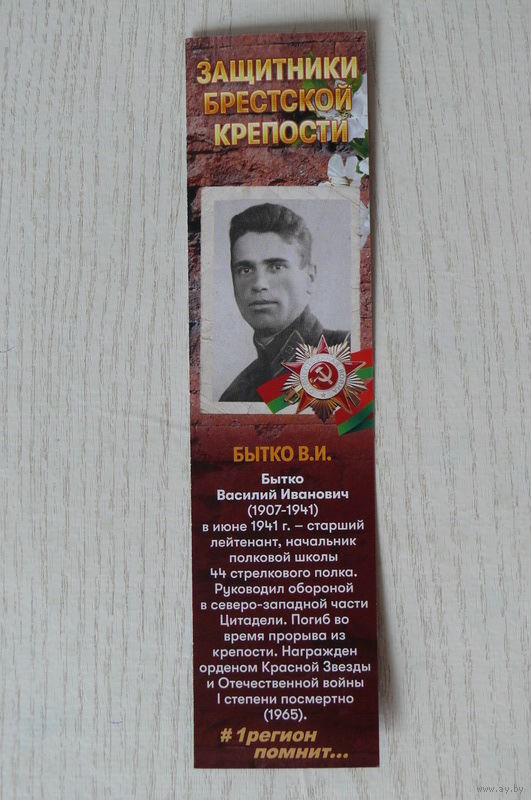 ЗАЩИТНИКИ
БРЕСТСКОЙ
КРЕПОСТИ
БЫТКО В.И.
Бытко
Василий Иванович
(1907-1941)
в июне 1941 г. – старший
лейтенант, начальник
полковой школы
44 стрелкового полка.
Руководил обороной
в северо-западной части
Цитадели. Погиб во
время прорыва из
крепости. Награжден
орденом Красной Звезды
и Отечественной войны
I степени посмертно
(1965).
#1регион
помнит...
www.ay.by